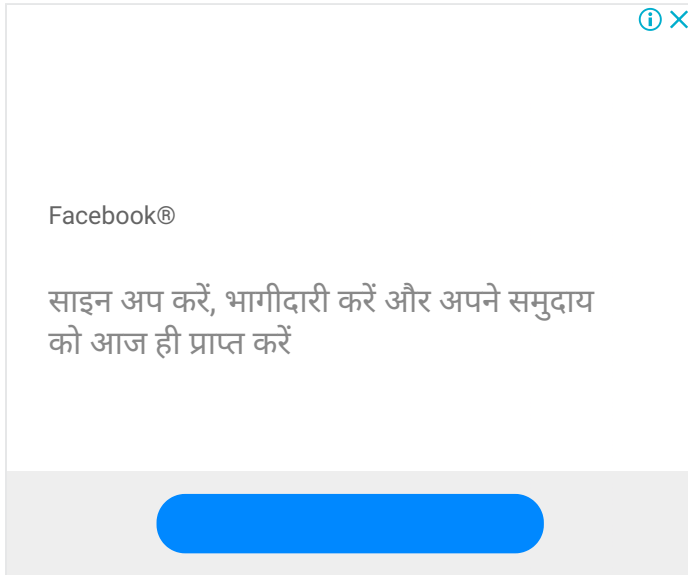 Facebook®
साइन अप करें, भागीदारी करें और अपने समुदाय
को आज ही प्राप्त करें